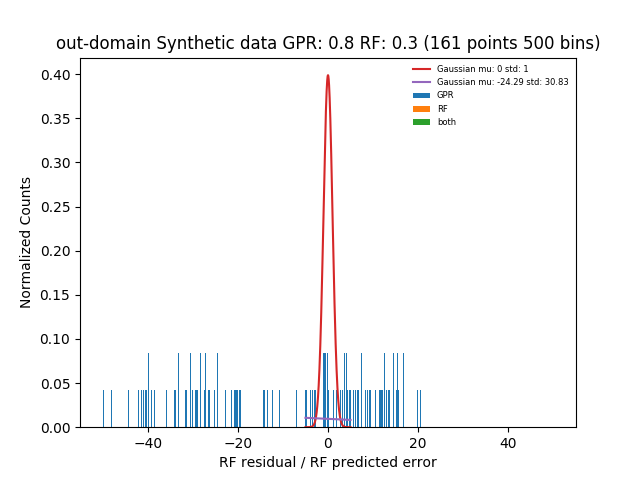 out-domain Synthetic data GPR: 0.8 RF: 0.3 (161 points 500 bins)
Gaussian mu: 0 std: 1
Gaussian mu: -24.29 std: 30.83
GPR
RF
both
Normalized Counts
0.40
0.35
0.30
0.25
0.20
0.15
0.10
0.05
0.00
−40 −20 0 20 40
RF residual / RF predicted error